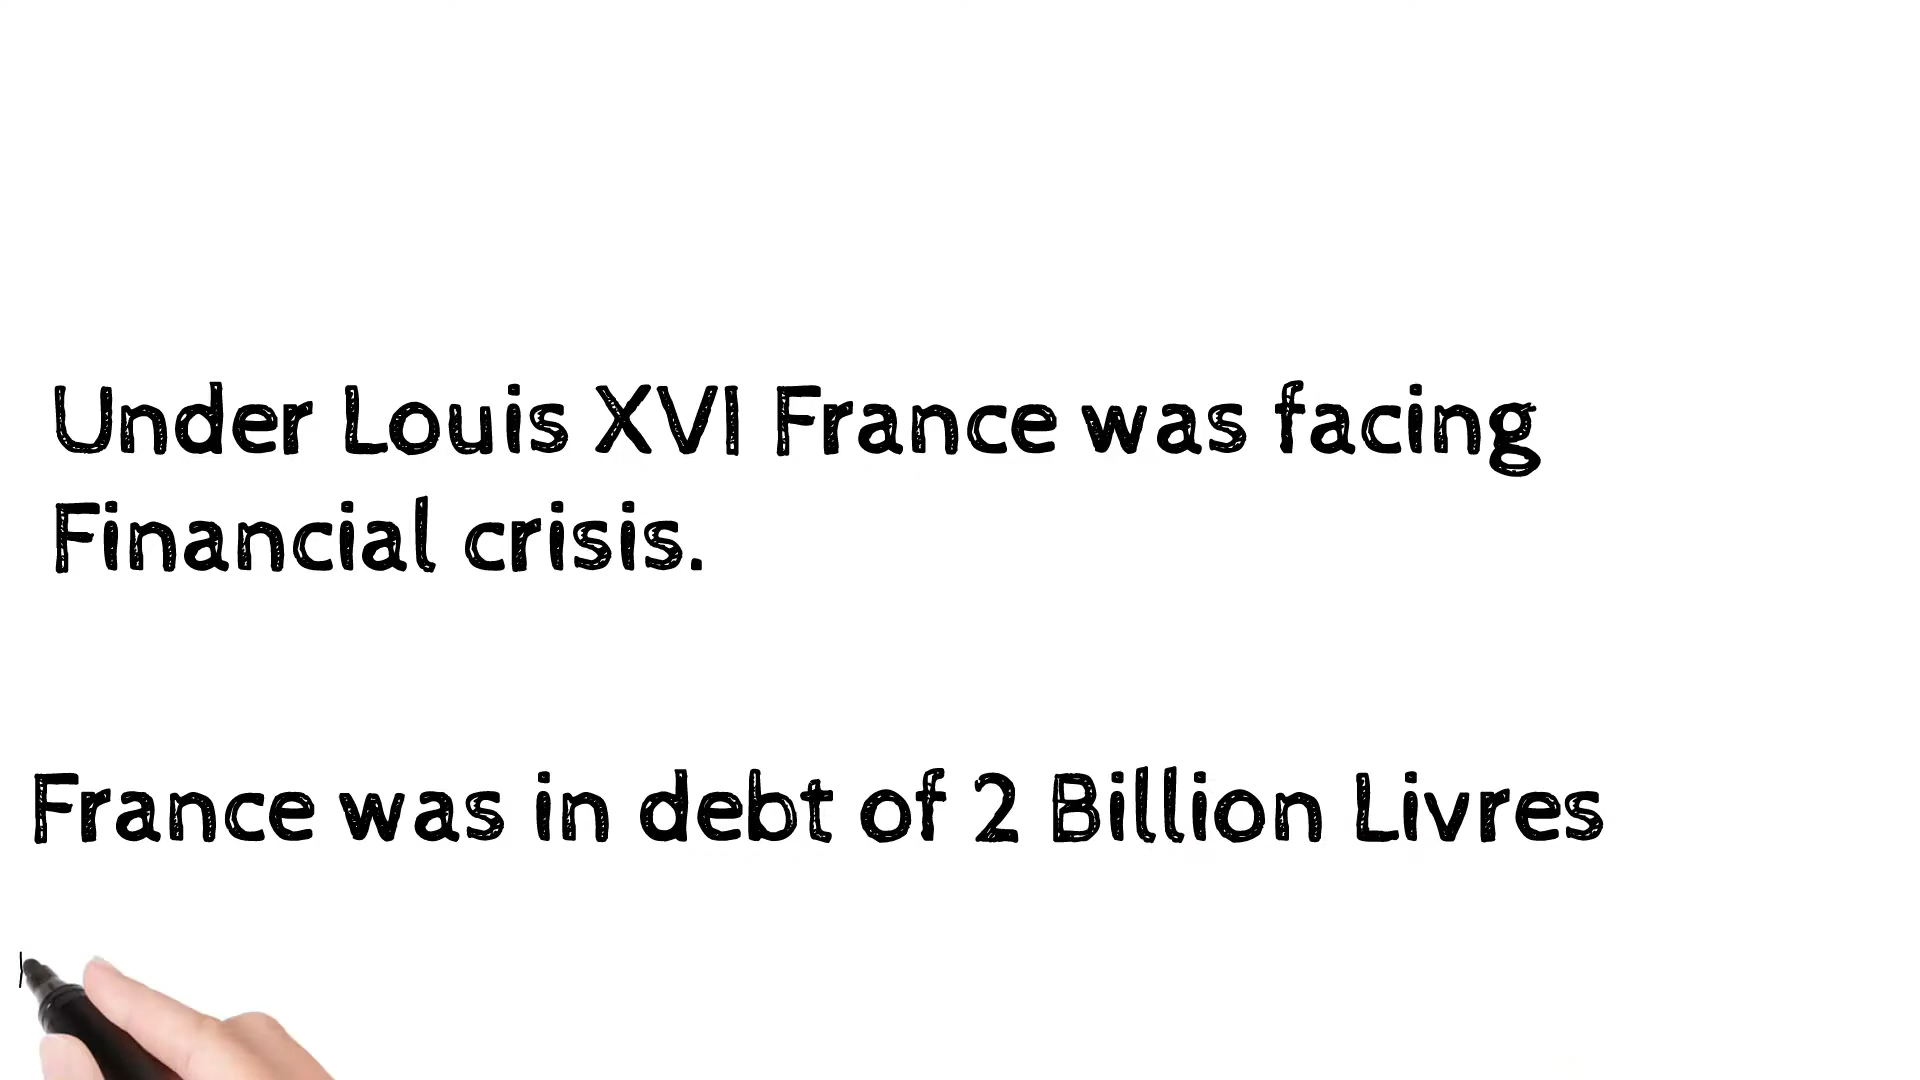 Under Louis XVI France was facing
Financial crisis.
France was in debt of 2 Billion Livres